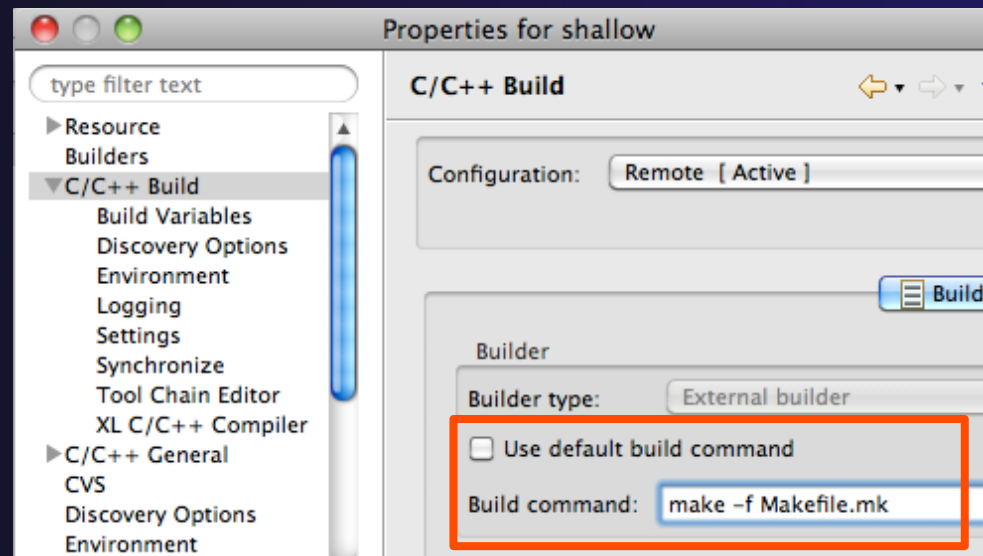 Properties for shallow
type filter text
Resource
Builders
C/C++ Build
Build Variables
Discovery Options
Environment
Logging
Settings
Synchronize
Tool Chain Editor
XL C/C++ Compiler
C/C++ General
CVS
Discovery Options
Environment
C/C++ Build
Configuration: Remote [ Active ]
Build
Builder
Builder type: External builder
Use default build command
Build command: make -f Makefile.mk